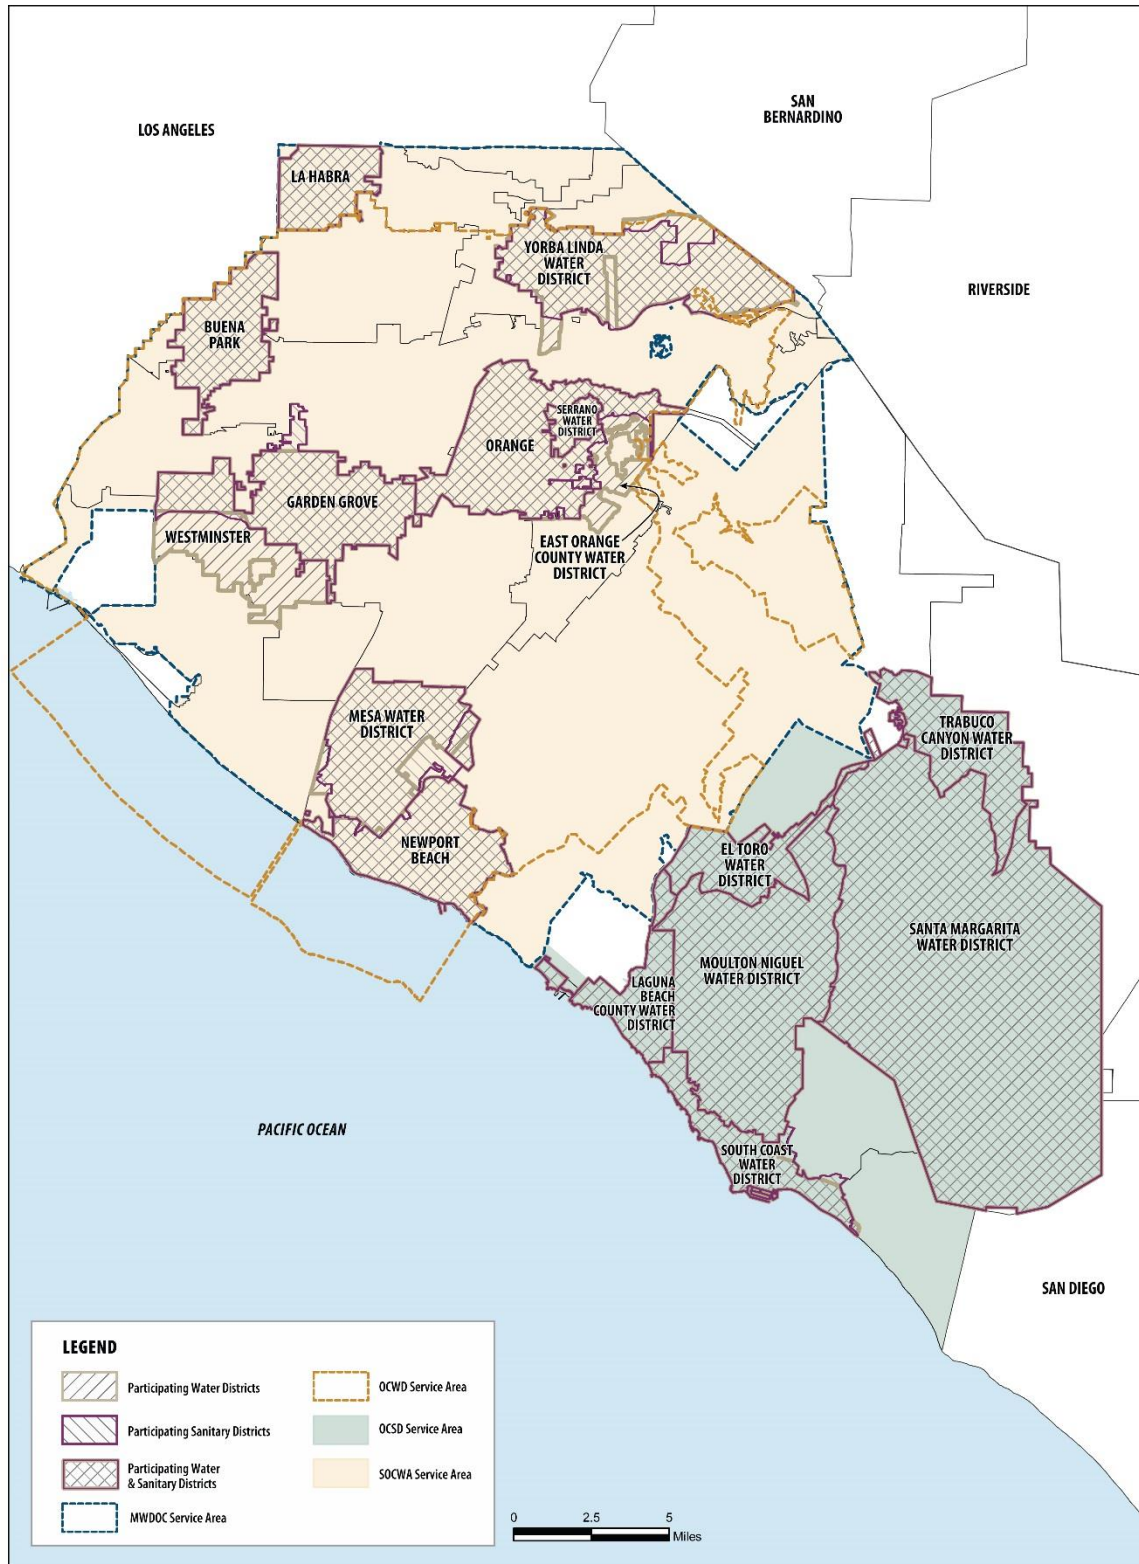 LOS ANGELES
SAN
BERNARDINO
LA HABRA
YORBA LINDA
WATER
DISTRICT
RIVERSIDE
BUENA
PARK
SERRANO
WATER
DISTRICT
ORANGE
GARDEN GROVE
WESTMINSTER
EAST ORANGE
COUNTY WATER
DISTRICT
MESA WATER
DISTRICT
TRABUCO
CANYON WATER
DISTRICT
NEWPORT
BEACH
EL TORO
WATER
DISTRICT
SANTA MARGARITA
WATER DISTRICT
MOULTON NIGUEL
WATER DISTRICT
LAGUNA
BEACH
COUNTY WATER
DISTRICT
PACIFIC OCEAN
SOUTH COAST
WATER
DISTRICT
SAN DIEGO
LEGEND
Participating Water Districts
Participating Sanitary Districts
Participating Water
& Sanitary Districts
MWDOC Service Area
OCWD Service Area
OCSD Service Area
SOCWA Service Area
0 2.5 5
Miles